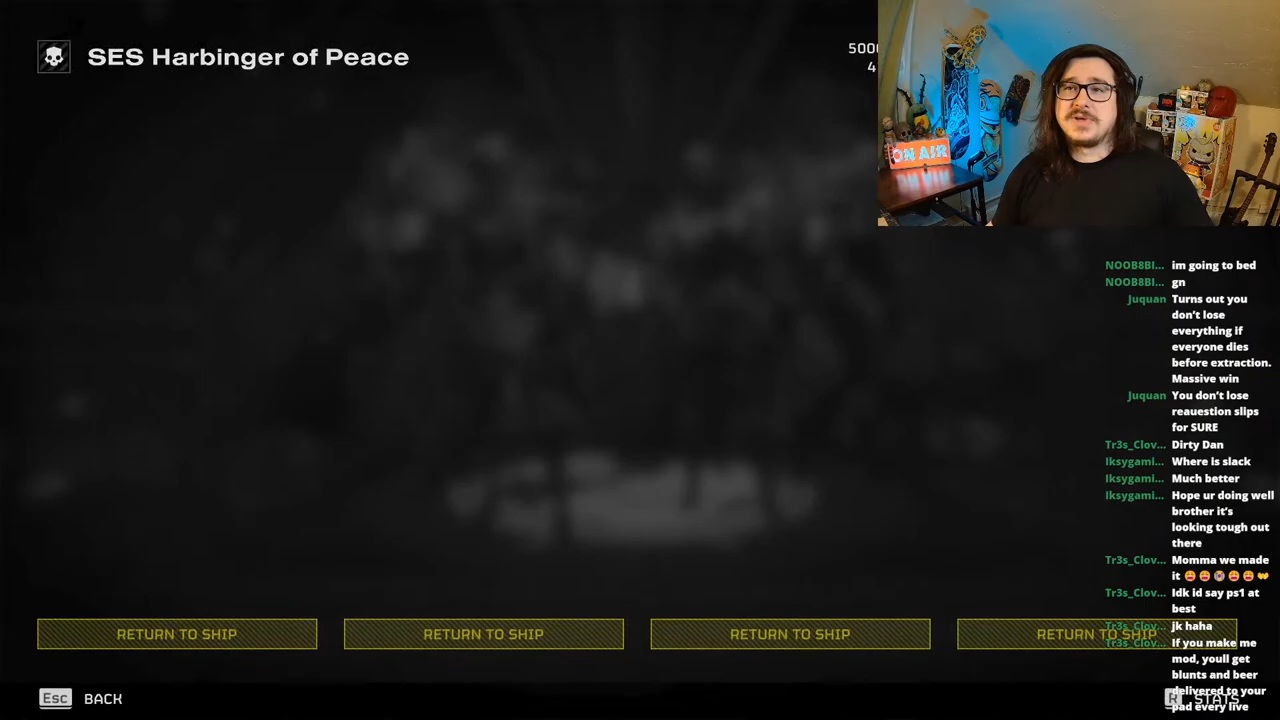 SES Harbinger of Peace
500
4
ON AIR
NOOB8BI... im going to bed
NOOB8BI... gn
Juquan Turns out you
don't lose
everything if
everyone dies
before extraction.
Massive win
Juquan You don't lose
reauestion slips
for SURE
Tr3s_Clov... Dirty Dan
Iksygami... Where is slack
Iksygami... Much better
Iksygami... Hope ur doing well
brother it's
looking tough out
there
Tr3s_Clov... Momma we made
it
Tr3s_Clov... Idk id say ps1 at
best
Tr3s_Clov... jk haha
Tr3s_Clov... If you make me
mod, youll get
blunts and beer
delivered to your
pad every live
RETURN TO SHIP
RETURN TO SHIP
RETURN TO SHIP
RETURN TO SHIP
Esc BACK
R STATS